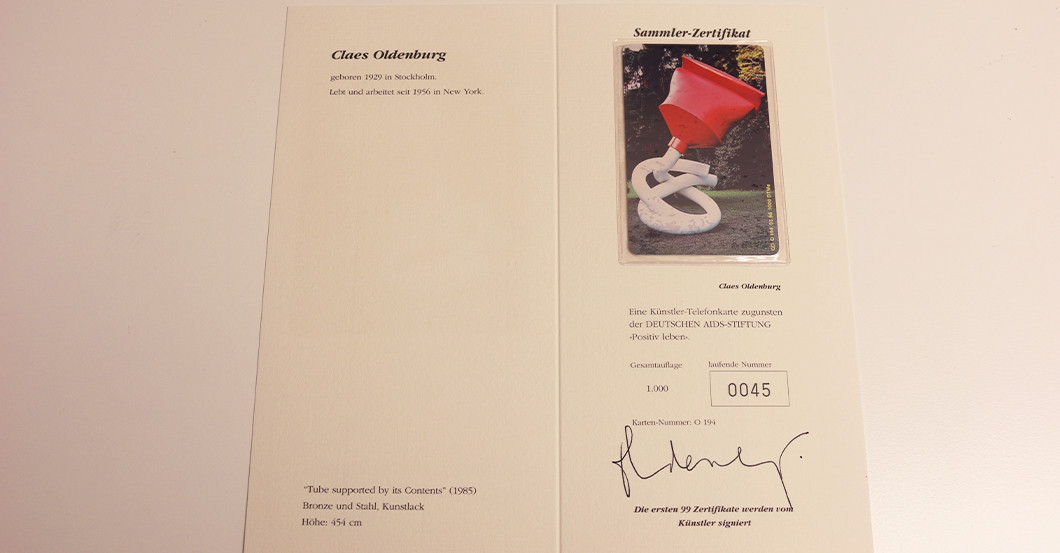 Claes Oldenburg
geboren 1929 in Stockholm.
Lebt und arbeitet seit 1956 in New York.
"Tube supported by its Contents" (1985)
Bronze und Stahl, Kunstlack
Höhe: 454 cm
Sammler-Zertifikat
Claes Oldenburg
Eine Künstler-Telefonkarte zugunsten
der DEUTSCHEN AIDS-STIFTUNG
«Positiv leben».
Gesamtauflage
1.000
laufende Nummer
0045
Karten-Nummer: O 194
Oldenburg
Die ersten 99 Zertifikate werden vom
Künstler signiert